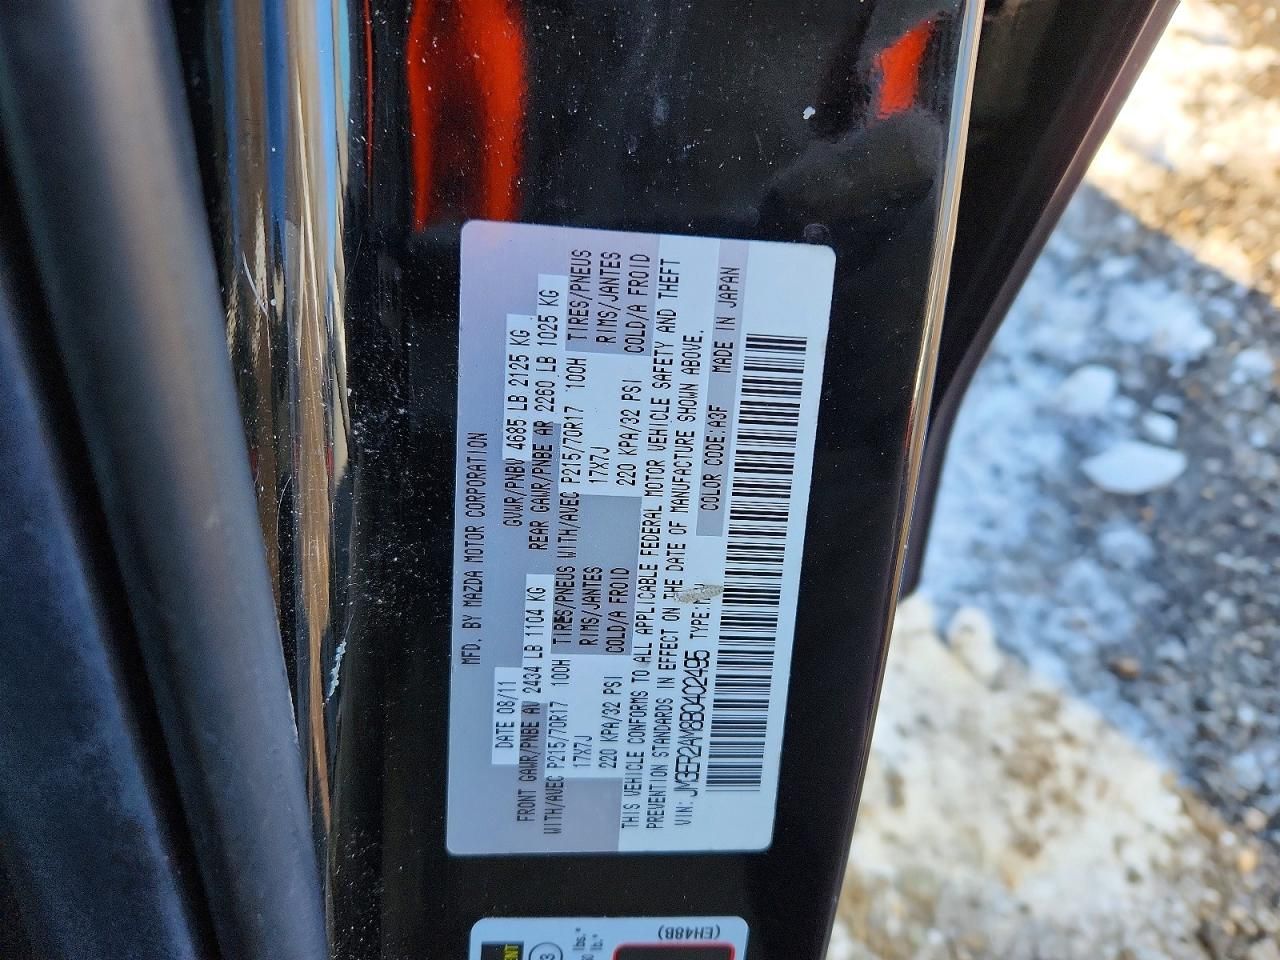 MFD. BY MAZDA MOTOR CORPORATION
DATE 08/11 GVWR/PNBV 4685 LB 2125 KG
FRONT GAWR/PNBE AV 2434 LB 1104 KG REAR GAWR/PNBE AR 2260 LB 1025 KG
WITH/AVEC P215/70R17 100H TIRES/PNEUS WITH/AVEC P215/70R17 100H TIRES/PNEUS
17X7J RIMS/JANTES 17X7J RIMS/JANTES
220 KPA/32 PSI COLD/A FROID 220 KPA/32 PSI COLD/A FROID
THIS VEHICLE CONFORMS TO ALL APPLICABLE FEDERAL MOTOR VEHICLE SAFETY AND THEFT
PREVENTION STANDARDS IN EFFECT ON THE DATE OF MANUFACTURE SHOWN ABOVE.
VIN: JM3ER2AM8B0402495 TYPE: COLOR CODE:A3F MADE IN JAPAN
(EH48B)
lbs.*
lb.*
3